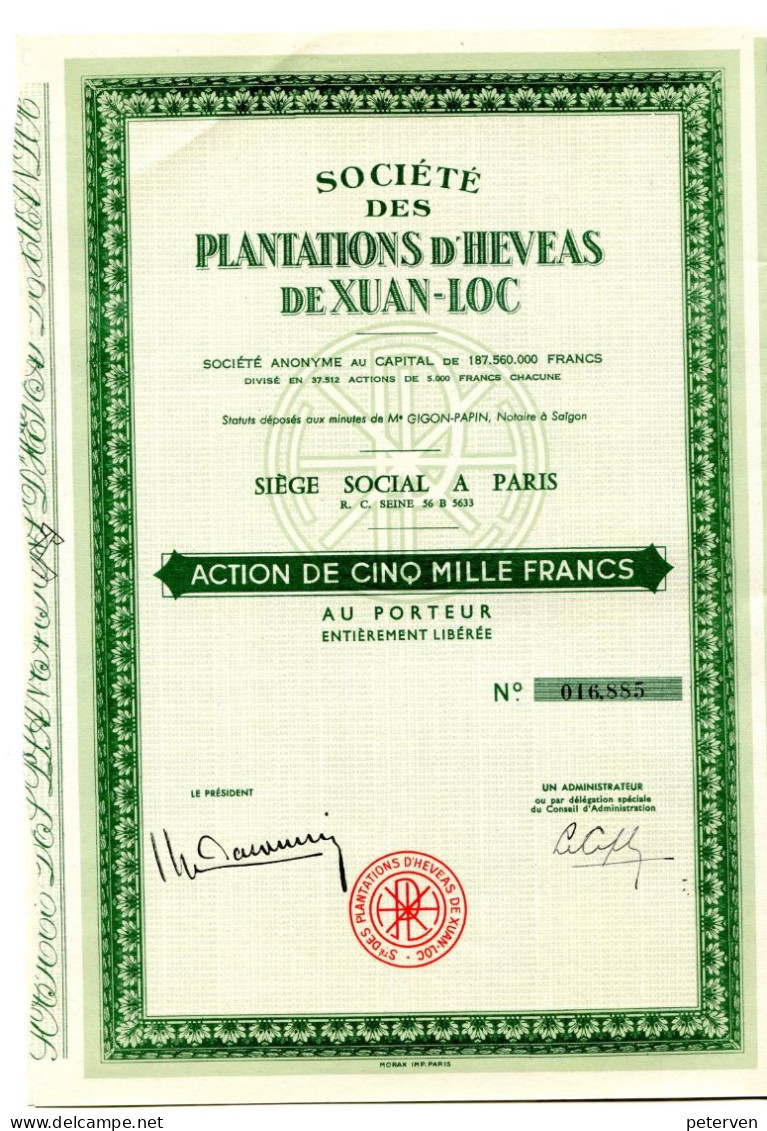 SOCIÉTÉ
DES
PLANTATIONS D'HEVEAS
DE XUAN-LOC
SOCIÉTÉ ANONYME AU CAPITAL DE 187.560.000 FRANCS
DIVISÉ EN 37.512 ACTIONS DE 5.000 FRANCS CHACUNE
Statuts déposés aux minutes de Me GIGON-PAPIN, Notaire à Saïgon
SIÈGE SOCIAL A PARIS
R. C. SEINE 56 B 5633
ACTION DE CINQ MILLE FRANCS
AU PORTEUR
ENTIÈREMENT LIBÉRÉE
No. 016,885
LE PRÉSIDENT
UN ADMINISTRATEUR
ou par délégation spéciale
du Conseil d'Administration
Sté DES PLANTATIONS D'HEVEAS DE XUAN-LOC
MORAX IMP. PARIS
delcampe.net
peterven